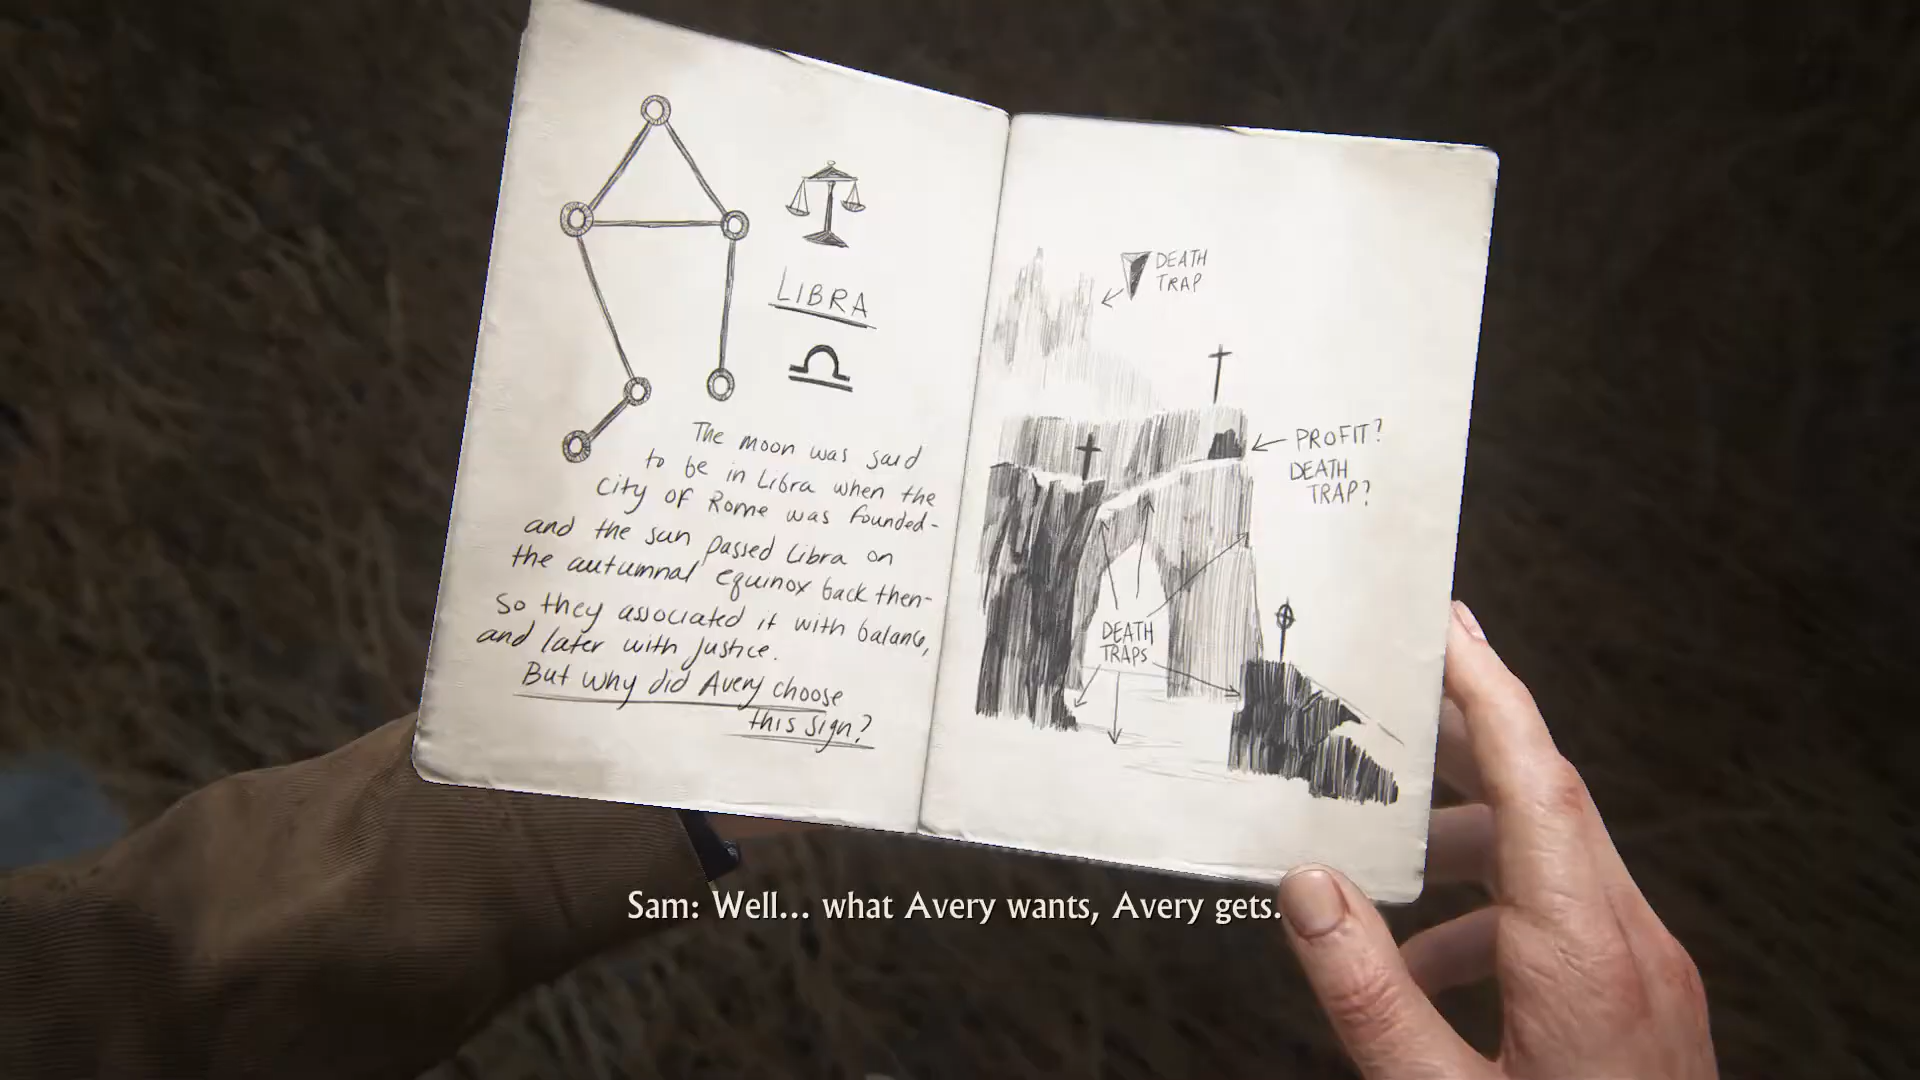 LIBRA
The moon was said
to be in Libra when the
City of Rome was founded-
and the sun passed Libra on
the autumnal equinox back then-
So they associated it with balance,
and later with Justice.
But why did Avery choose
this sign?
DEATH
TRAP
PROFIT?
DEATH
TRAP?
DEATH
TRAPS
Sam: Well... what Avery wants, Avery gets.